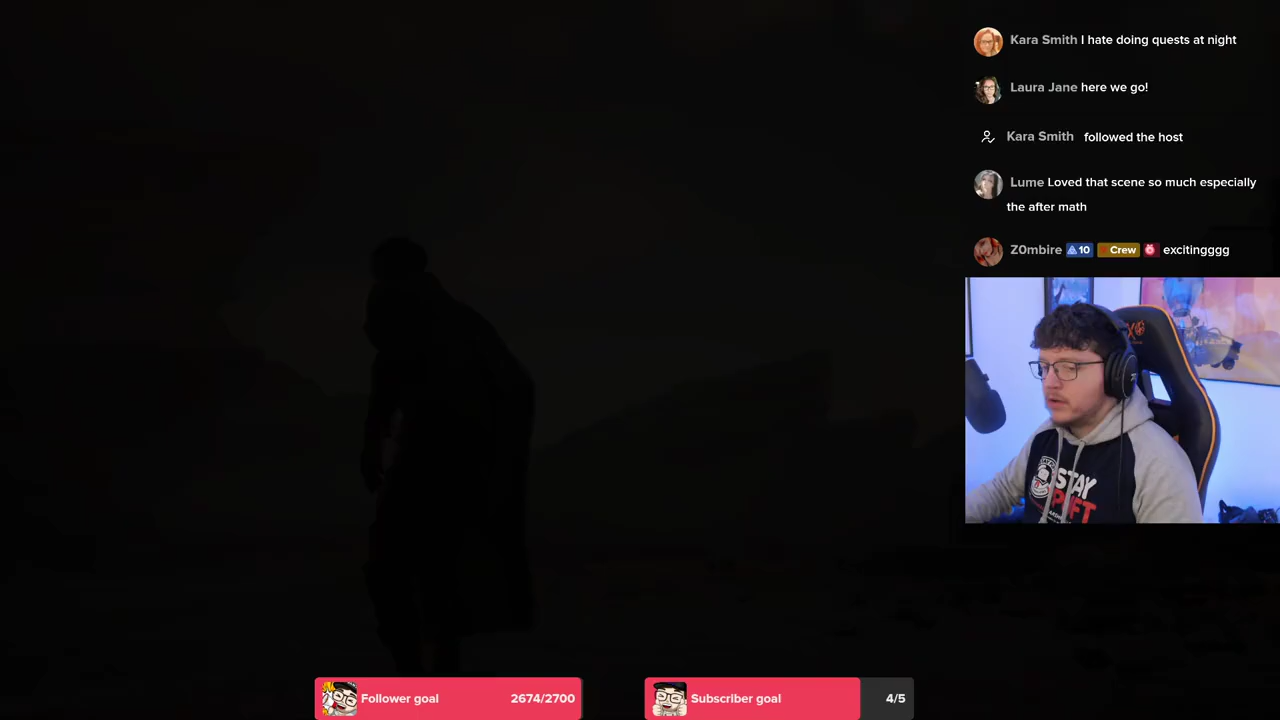 Kara Smith I hate doing quests at night
Laura Jane here we go!
Kara Smith followed the host
Lume Loved that scene so much especially
the after math
Z0mbire 10 Crew excitingggg
STAY
Follower goal 2674/2700
Subscriber goal 4/5